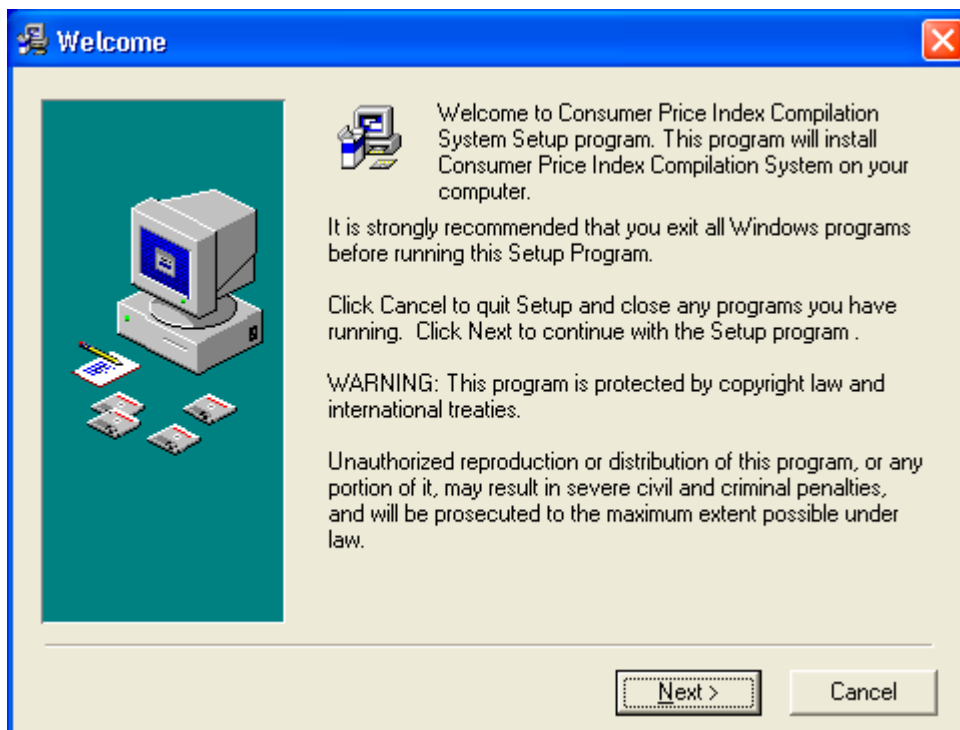 Welcome
Welcome to Consumer Price Index Compilation
System Setup program. This program will install
Consumer Price Index Compilation System on your
computer.
It is strongly recommended that you exit all Windows programs
before running this Setup Program.
Click Cancel to quit Setup and close any programs you have
running.  Click Next to continue with the Setup program .
WARNING: This program is protected by copyright law and
international treaties.
Unauthorized reproduction or distribution of this program, or any
portion of it, may result in severe civil and criminal penalties,
and will be prosecuted to the maximum extent possible under
law.
Next >
Cancel